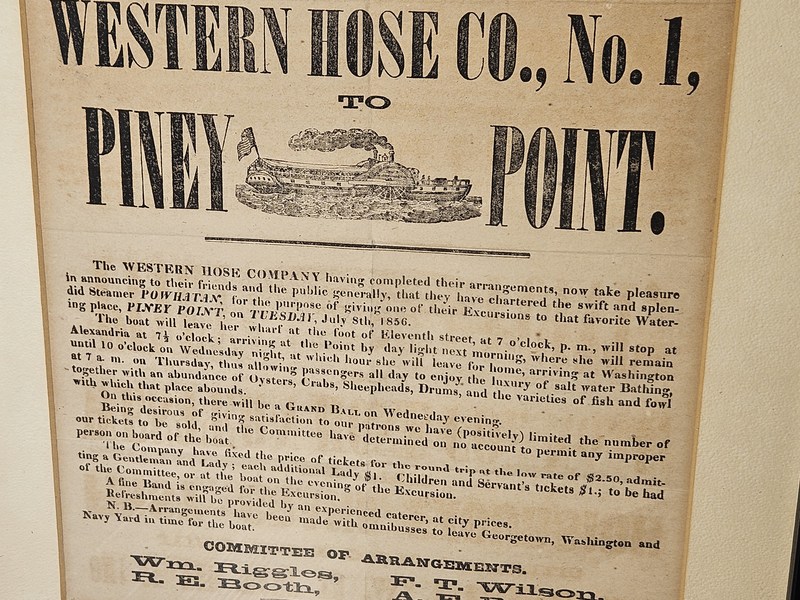 WESTERN HOSE CO., No. 1,
TO
PINEY POINT.
The WESTERN HOSE COMPANY having completed their arrangements, now take pleasure
in announcing to their friends and the public generally, that they have chartered the swift and splen-
did Steamer POWHATAN, for the purpose of giving one of their Excursions to that favorite Water-
ing place, PINEY POINT, on TUESDAY, July 8th, 1856.
The boat will leave her wharf at the foot of Eleventh street, at 7 o'clock, p. m., will stop at
Alexandria at 7½ o'clock; arriving at the Point by day light next morning, where she will remain
until 10 o'clock on Wednesday night, at which hour she will leave for home, arriving at Washington
at 7 a. m. on Thursday, thus allowing passengers all day to enjoy the luxury of salt water Bathing,
together with an abundance of Oysters, Crabs, Sheepheads, Drums, and the varieties of fish and fowl
with which that place abounds.
On this occasion, there will be a GRAND BALL on Wednesday evening.
Being desirous of giving satisfaction to our patrons we have (positively) limited the number of
our tickets to be sold, and the Committee have determined on no account to permit any improper
person on board of the boat.
The Company have fixed the price of tickets for the round trip at the low rate of $2.50, admit-
ting a Gentleman and Lady; each additional Lady $1. Children and Servant's tickets $1.; to be had
of the Committee, or at the boat on the evening of the Excursion.
A fine Band is engaged for the Excursion.
Refreshments will be provided by an experienced caterer, at city prices.
N. B.—Arrangements have been made with omnibusses to leave Georgetown, Washington and
Navy Yard in time for the boat.
COMMITTEE OF ARRANGEMENTS.
Wm. Riggles, F. T. Wilson,
R. E. Booth,